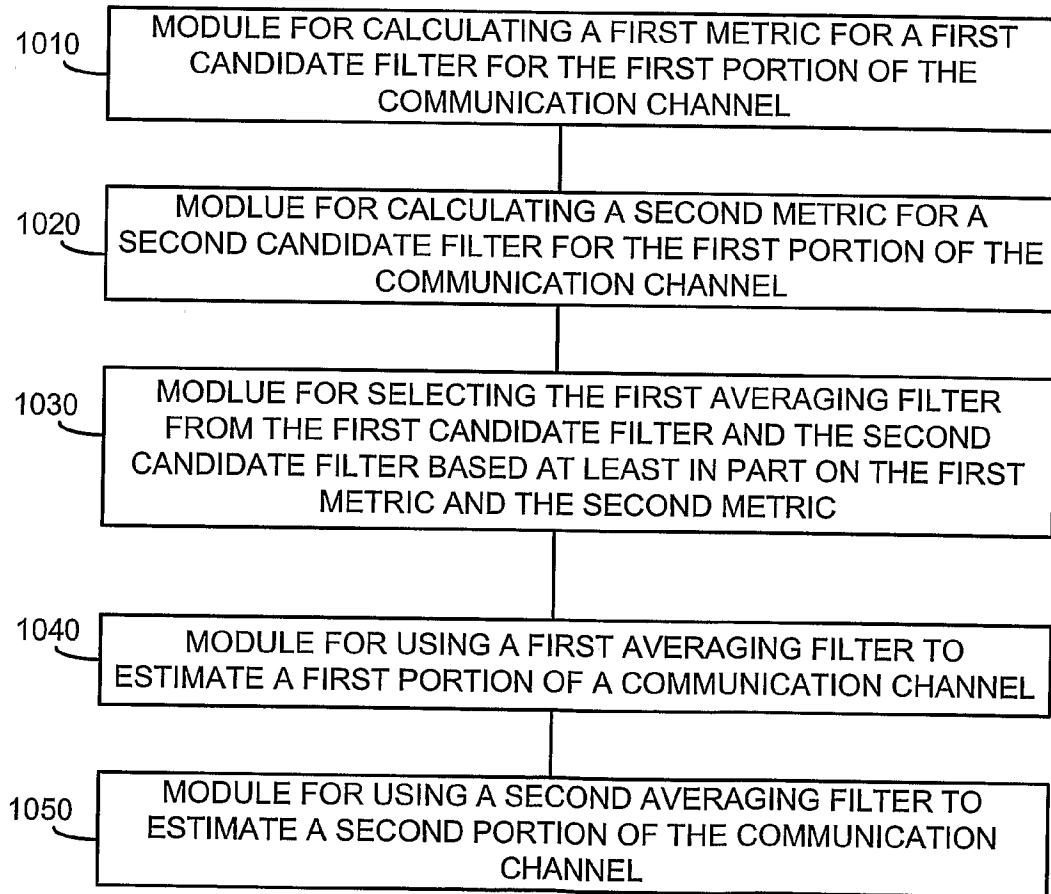 1010
MODULE FOR CALCULATING A FIRST METRIC FOR A FIRST
CANDIDATE FILTER FOR THE FIRST PORTION OF THE
COMMUNICATION CHANNEL
1020
MODLUE FOR CALCULATING A SECOND METRIC FOR A
SECOND CANDIDATE FILTER FOR THE FIRST PORTION OF THE
COMMUNICATION CHANNEL
1030
MODLUE FOR SELECTING THE FIRST AVERAGING FILTER
FROM THE FIRST CANDIDATE FILTER AND THE SECOND
CANDIDATE FILTER BASED AT LEAST IN PART ON THE FIRST
METRIC AND THE SECOND METRIC
1040
MODULE FOR USING A FIRST AVERAGING FILTER TO
ESTIMATE A FIRST PORTION OF A COMMUNICATION CHANNEL
1050
MODULE FOR USING A SECOND AVERAGING FILTER TO
ESTIMATE A SECOND PORTION OF THE COMMUNICATION
CHANNEL